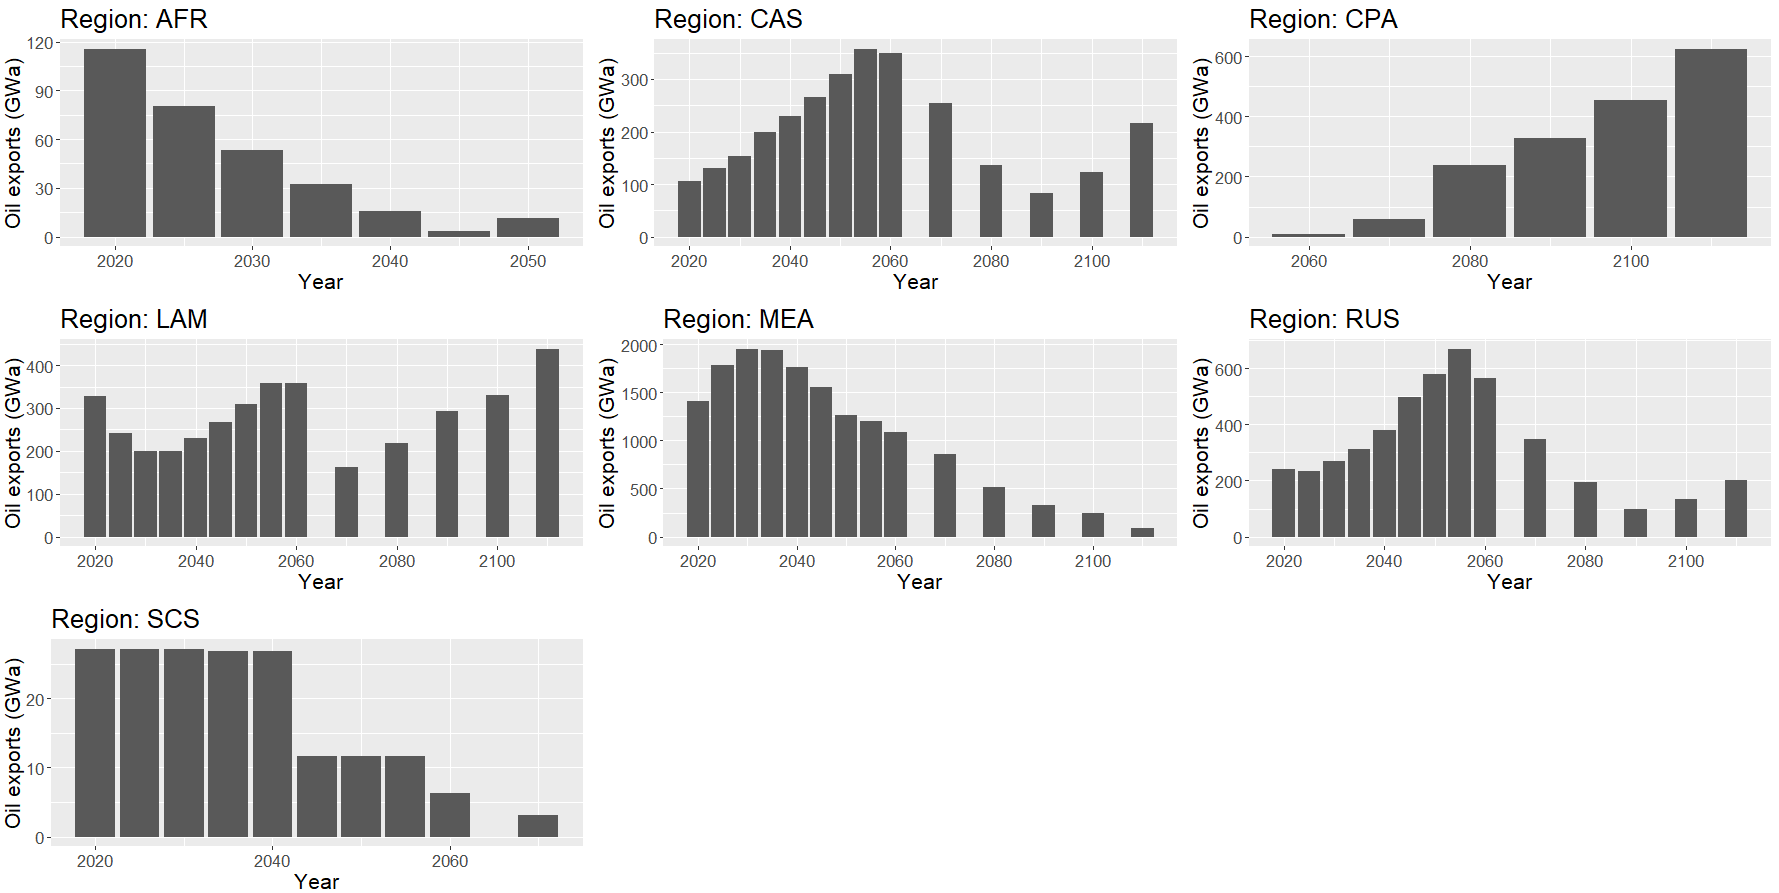 Region: AFR
Oil exports (GWa)
120
90
60
30
0
2020 2030 2040 2050
Year
Region: CAS
Oil exports (GWa)
300
200
100
0
2020 2040 2060 2080 2100
Year
Region: CPA
Oil exports (GWa)
600
400
200
0
2060 2080 2100
Year
Region: LAM
Oil exports (GWa)
400
300
200
100
0
2020 2040 2060 2080 2100
Year
Region: MEA
Oil exports (GWa)
2000
1500
1000
500
0
2020 2040 2060 2080 2100
Year
Region: RUS
Oil exports (GWa)
600
400
200
0
2020 2040 2060 2080 2100
Year
Region: SCS
Oil exports (GWa)
20
10
0
2020 2040 2060
Year